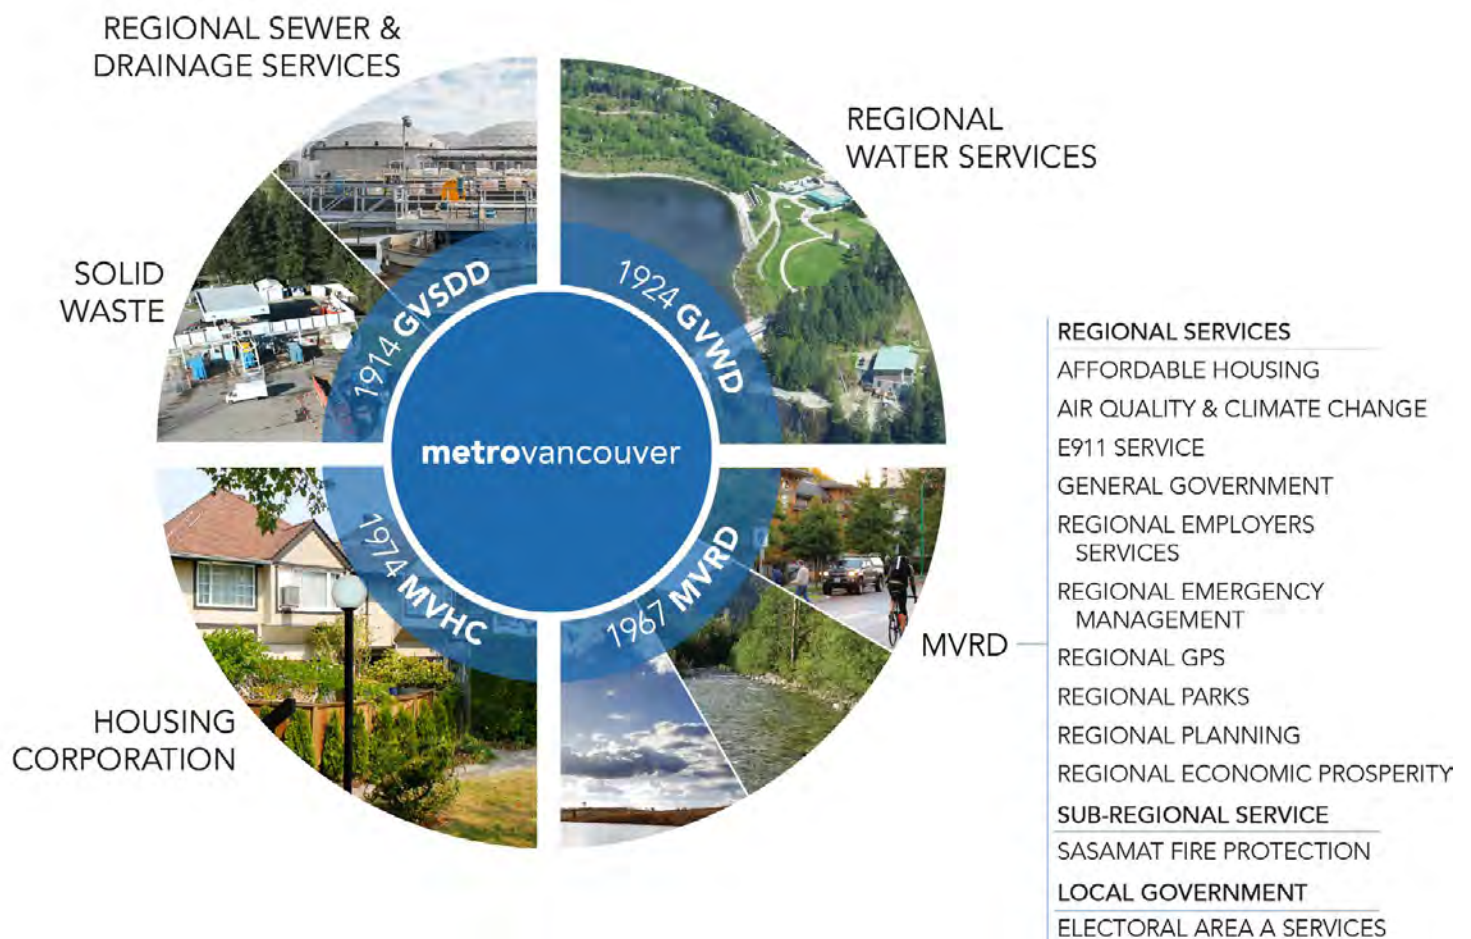 REGIONAL SEWER &
DRAINAGE SERVICES
REGIONAL
WATER SERVICES
SOLID
WASTE
1914 GVSDD
1924 GVWD
metrovancouver
1974 MVHC
1967 MVRD
HOUSING
CORPORATION
MVRD
REGIONAL SERVICES
AFFORDABLE HOUSING
AIR QUALITY & CLIMATE CHANGE
E911 SERVICE
GENERAL GOVERNMENT
REGIONAL EMPLOYERS
SERVICES
REGIONAL EMERGENCY
MANAGEMENT
REGIONAL GPS
REGIONAL PARKS
REGIONAL PLANNING
REGIONAL ECONOMIC PROSPERITY
SUB-REGIONAL SERVICE
SASAMAT FIRE PROTECTION
LOCAL GOVERNMENT
ELECTORAL AREA A SERVICES